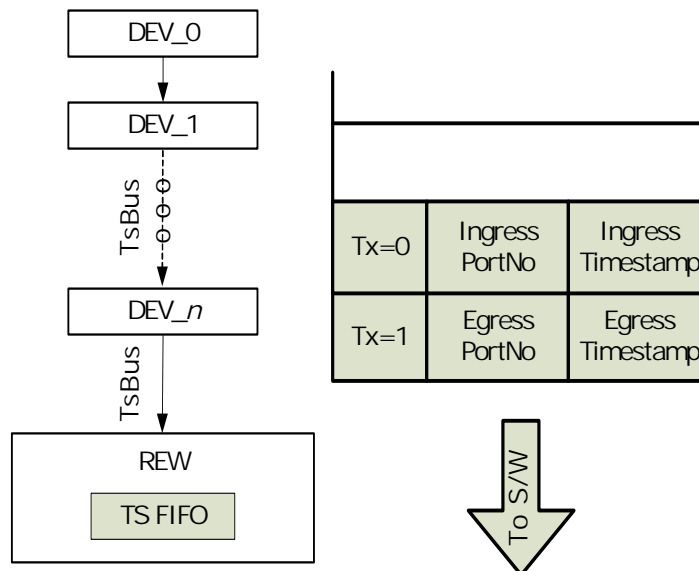 DEV_0
DEV_1
TsBus
DEV_n
TsBus
REW
TS FIFO
Tx=0
Ingress
PortNo
Ingress
Timestamp
Tx=1
Egress
PortNo
Egress
Timestamp
To S/W